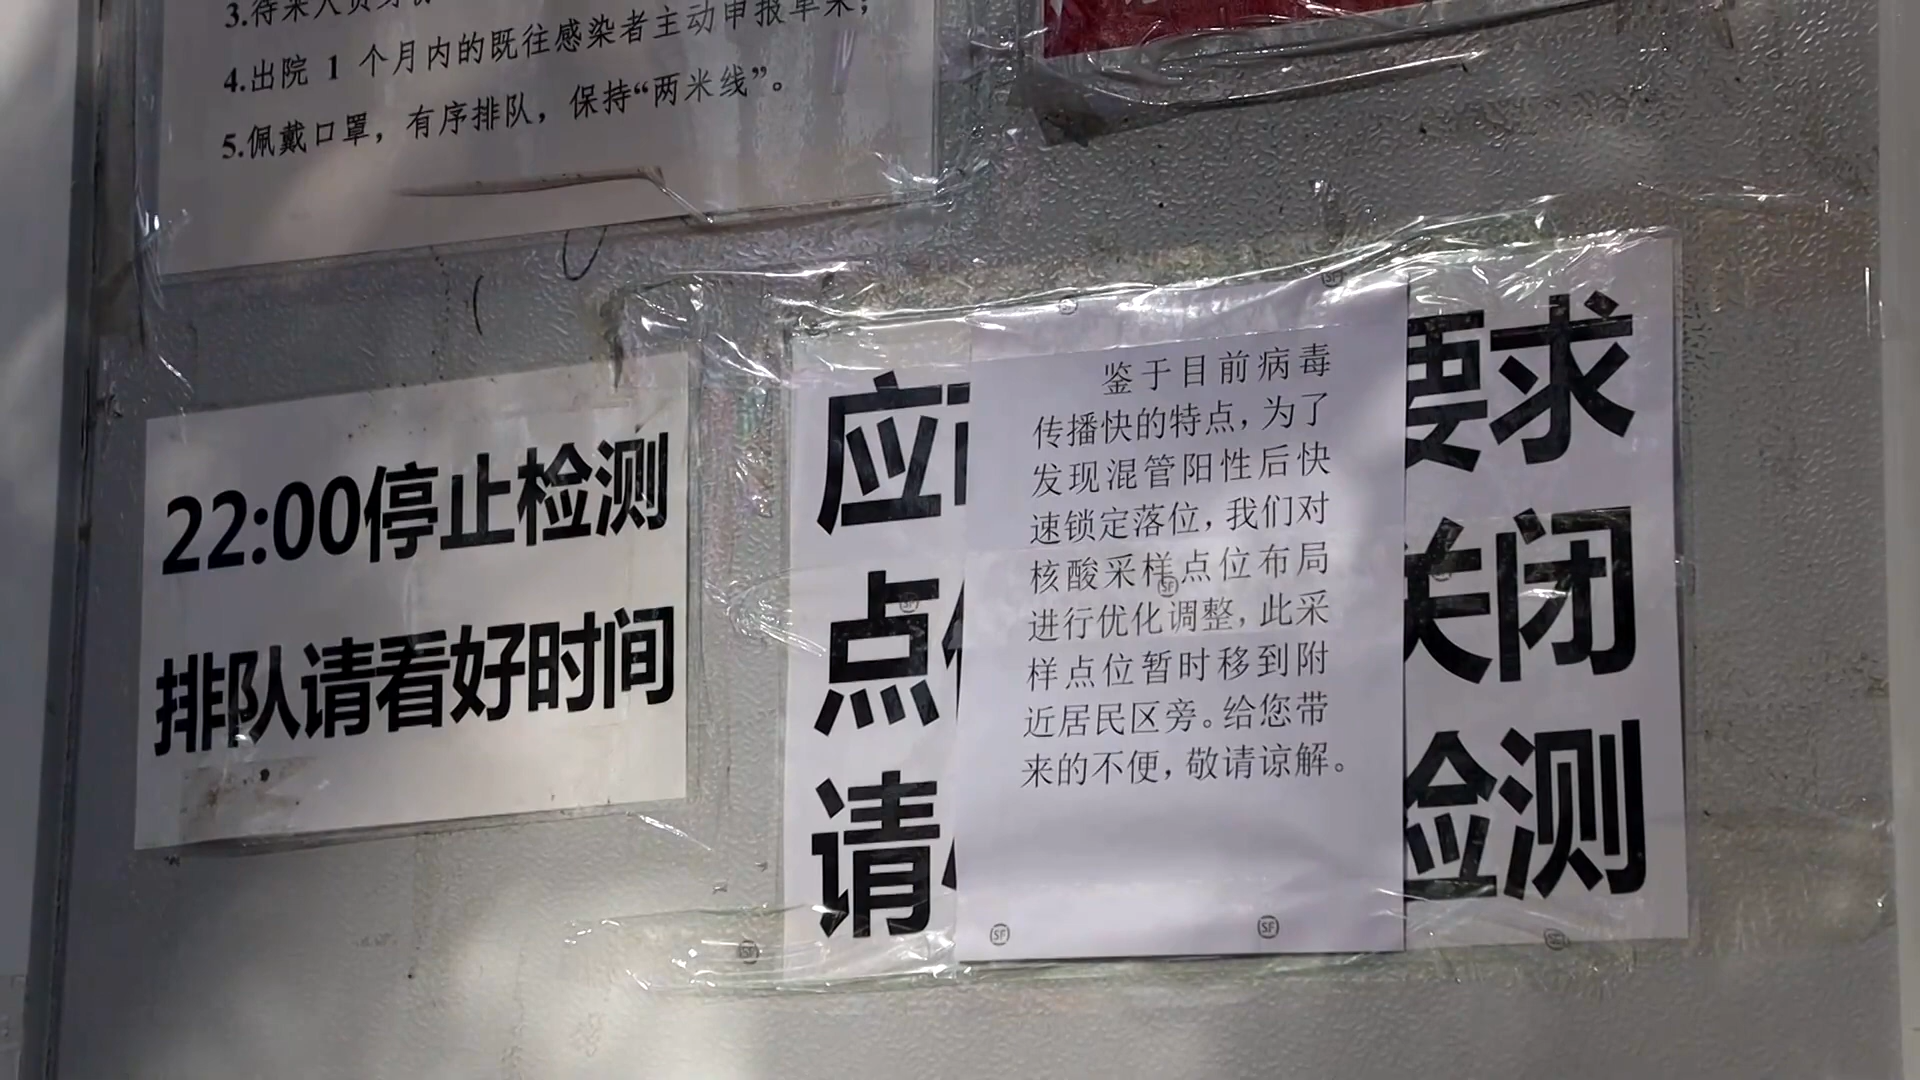 3.待采人员
4.出院 1 个月内的既往感染者主动申报单采；
5.佩戴口罩，有序排队，保持“两米线”。
22:00停止检测
排队请看好时间
应
要求
点
关闭
请
检测
鉴于目前病毒
传播快的特点，为了
发现混管阳性后快
速锁定落位，我们对
核酸采样点位布局
进行优化调整，此采
样点位暂时移到附
近居民区旁。给您带
来的不便，敬请谅解。
SF
SF